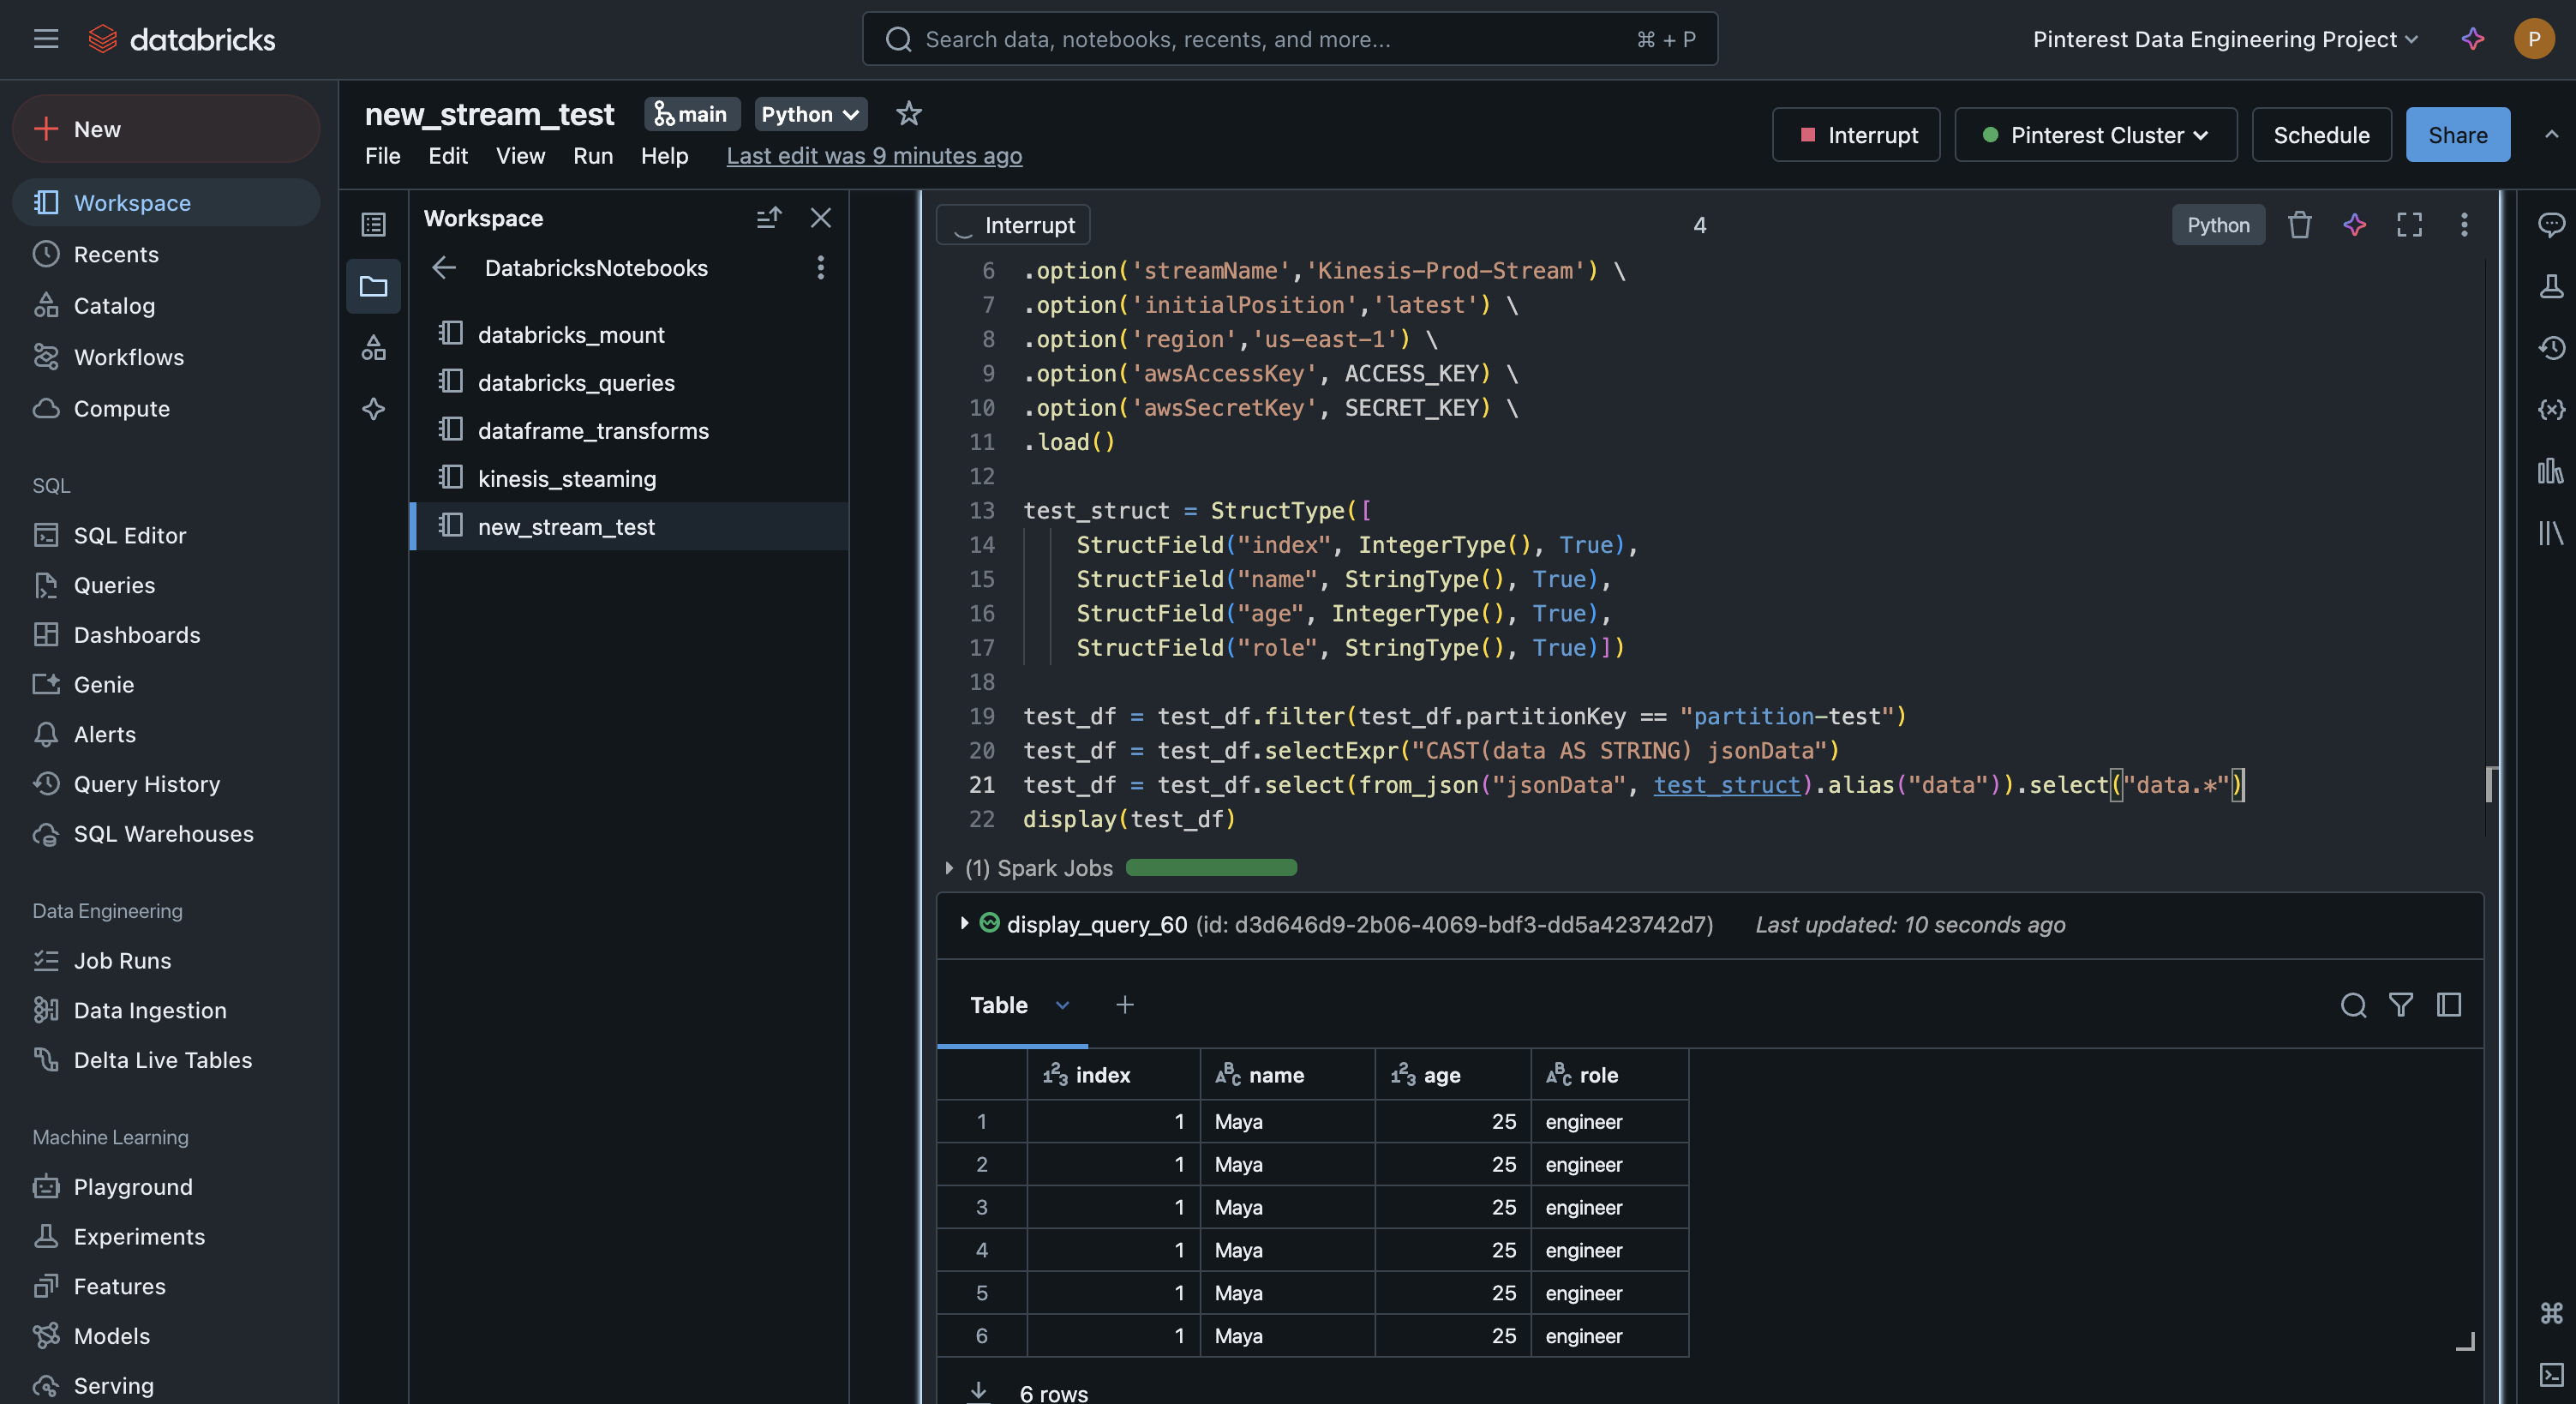 databricks
Search data, notebooks, recents, and more...
⌘ + P
Pinterest Data Engineering Project
P
New
Workspace
Recents
Catalog
Workflows
Compute
SQL
SQL Editor
Queries
Dashboards
Genie
Alerts
Query History
SQL Warehouses
Data Engineering
Job Runs
Data Ingestion
Delta Live Tables
Machine Learning
Playground
Experiments
Features
Models
Serving
new_stream_test
main
Python
File Edit View Run Help Last edit was 9 minutes ago
Interrupt
Pinterest Cluster
Schedule
Share
Workspace
DatabricksNotebooks
databricks_mount
databricks_queries
dataframe_transforms
kinesis_steaming
new_stream_test
Interrupt
4
Python
6 .option('streamName','Kinesis-Prod-Stream') \
7 .option('initialPosition','latest') \
8 .option('region','us-east-1') \
9 .option('awsAccessKey', ACCESS_KEY) \
10 .option('awsSecretKey', SECRET_KEY) \
11 .load()
12
13 test_struct = StructType([
14 StructField("index", IntegerType(), True),
15 StructField("name", StringType(), True),
16 StructField("age", IntegerType(), True),
17 StructField("role", StringType(), True)])
18
19 test_df = test_df.filter(test_df.partitionKey == "partition-test")
20 test_df = test_df.selectExpr("CAST(data AS STRING) jsonData")
21 test_df = test_df.select(from_json("jsonData", test_struct).alias("data")).select("data.*")
22 display(test_df)
(1) Spark Jobs
display_query_60 (id: d3d646d9-2b06-4069-bdf3-dd5a423742d7) Last updated: 10 seconds ago
Table +
123 index ABC name 123 age ABC role
1 1 Maya 25 engineer
2 1 Maya 25 engineer
3 1 Maya 25 engineer
4 1 Maya 25 engineer
5 1 Maya 25 engineer
6 1 Maya 25 engineer
6 rows